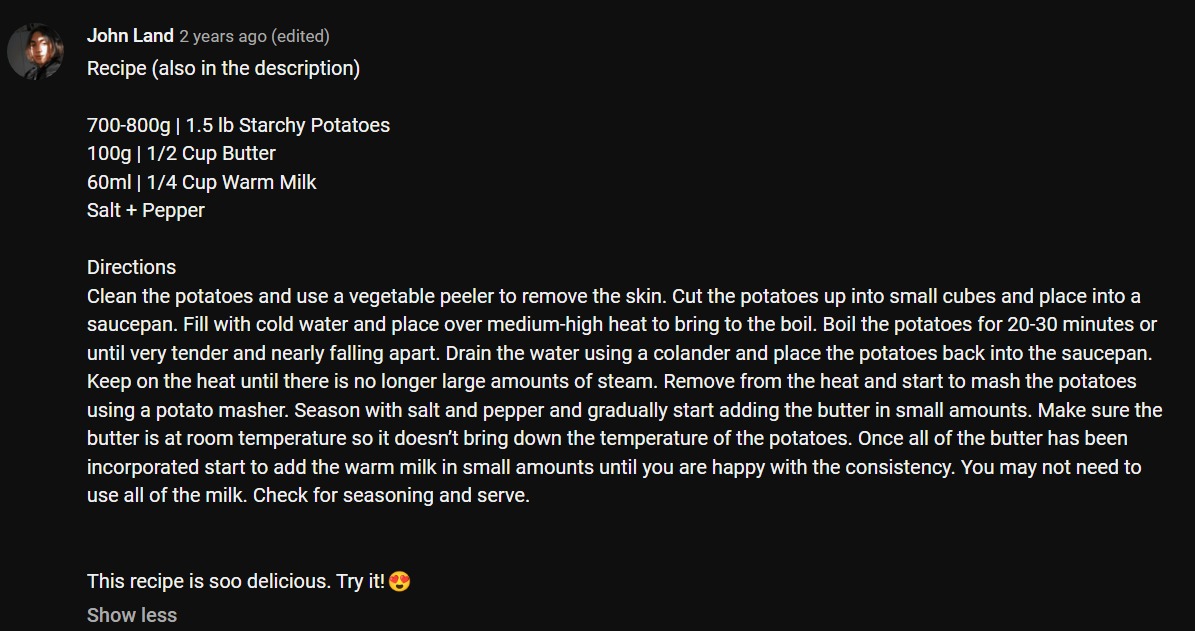 John Land 2 years ago (edited)
Recipe (also in the description)
700-800g | 1.5 lb Starchy Potatoes
100g | 1/2 Cup Butter
60ml | 1/4 Cup Warm Milk
Salt + Pepper
Directions
Clean the potatoes and use a vegetable peeler to remove the skin. Cut the potatoes up into small cubes and place into a
saucepan. Fill with cold water and place over medium-high heat to bring to the boil. Boil the potatoes for 20-30 minutes or
until very tender and nearly falling apart. Drain the water using a colander and place the potatoes back into the saucepan.
Keep on the heat until there is no longer large amounts of steam. Remove from the heat and start to mash the potatoes
using a potato masher. Season with salt and pepper and gradually start adding the butter in small amounts. Make sure the
butter is at room temperature so it doesn’t bring down the temperature of the potatoes. Once all of the butter has been
incorporated start to add the warm milk in small amounts until you are happy with the consistency. You may not need to
use all of the milk. Check for seasoning and serve.
This recipe is soo delicious. Try it!😍
Show less